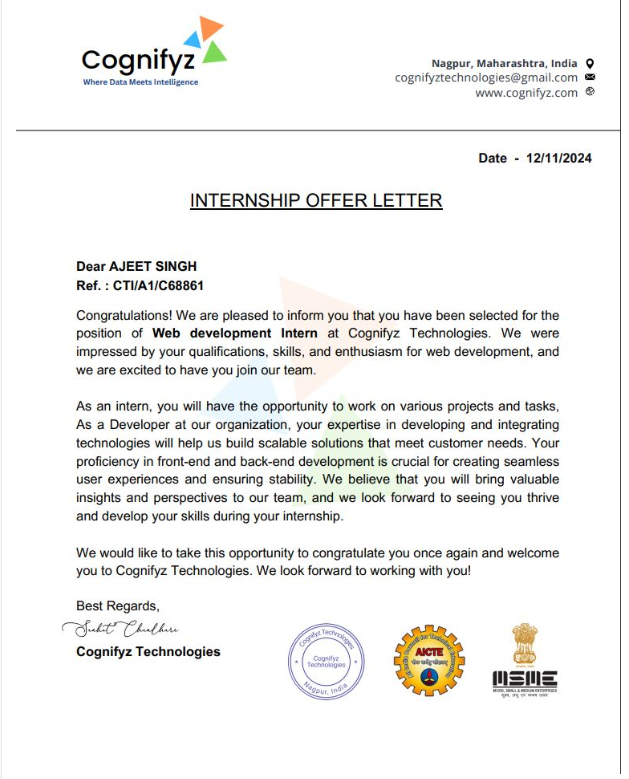 Cognifyz
Where Data Meets Intelligence
Nagpur, Maharashtra, India
cognifyztechnologies@gmail.com
www.cognifyz.com
Date - 12/11/2024
INTERNSHIP OFFER LETTER
Dear AJEET SINGH
Ref. : CTI/A1/C68861
Congratulations! We are pleased to inform you that you have been selected for the
position of Web development Intern at Cognifyz Technologies. We were
impressed by your qualifications, skills, and enthusiasm for web development, and
we are excited to have you join our team.
As an intern, you will have the opportunity to work on various projects and tasks,
As a Developer at our organization, your expertise in developing and integrating
technologies will help us build scalable solutions that meet customer needs. Your
proficiency in front-end and back-end development is crucial for creating seamless
user experiences and ensuring stability. We believe that you will bring valuable
insights and perspectives to our team, and we look forward to seeing you thrive
and develop your skills during your internship.
We would like to take this opportunity to congratulate you once again and welcome
you to Cognifyz Technologies. We look forward to working with you!
Best Regards,
Cognifyz Technologies
Cognifyz Technologies
Cognifyz
Technologies
Nagpur, India
AICTE
MSME
MICRO, SMALL & MEDIUM ENTERPRISES
सूक्ष्म, लघु एवं मध्यम उद्यम